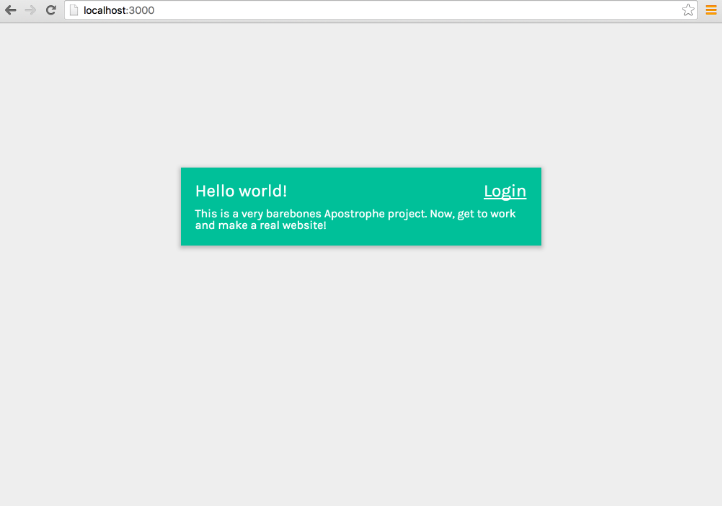 localhost:3000
Hello world!
Login
This is a very barebones Apostrophe project. Now, get to work
and make a real website!